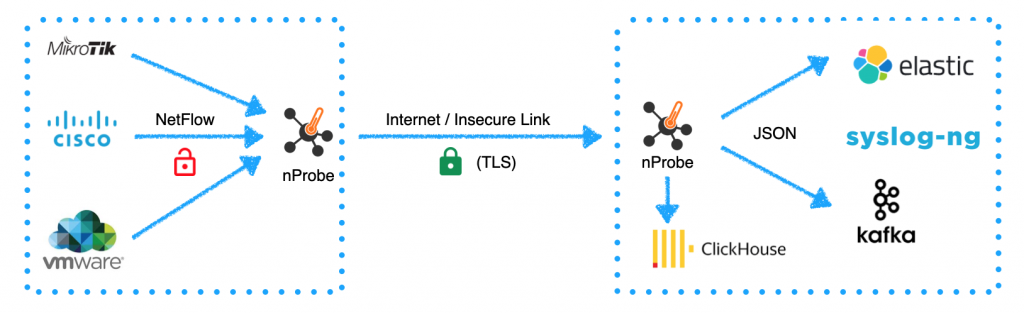 MikroTik
CISCO
NetFlow
nProbe
vmware®
Internet / Insecure Link
(TLS)
nProbe
JSON
elastic
syslog-ng
kafka
ClickHouse